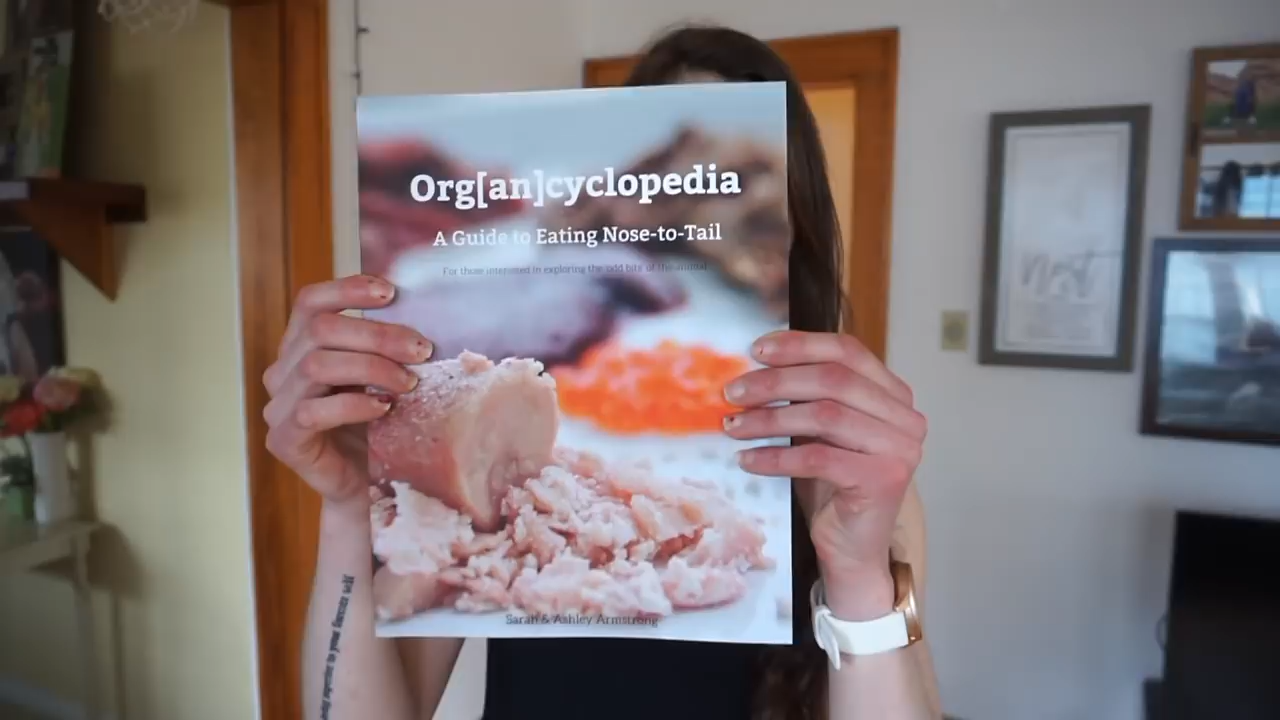 Org[an]cyclopedia
A Guide to Eating Nose-to-Tail
For those interested in exploring the odd bits of the animal
Sarah & Ashley Armstrong